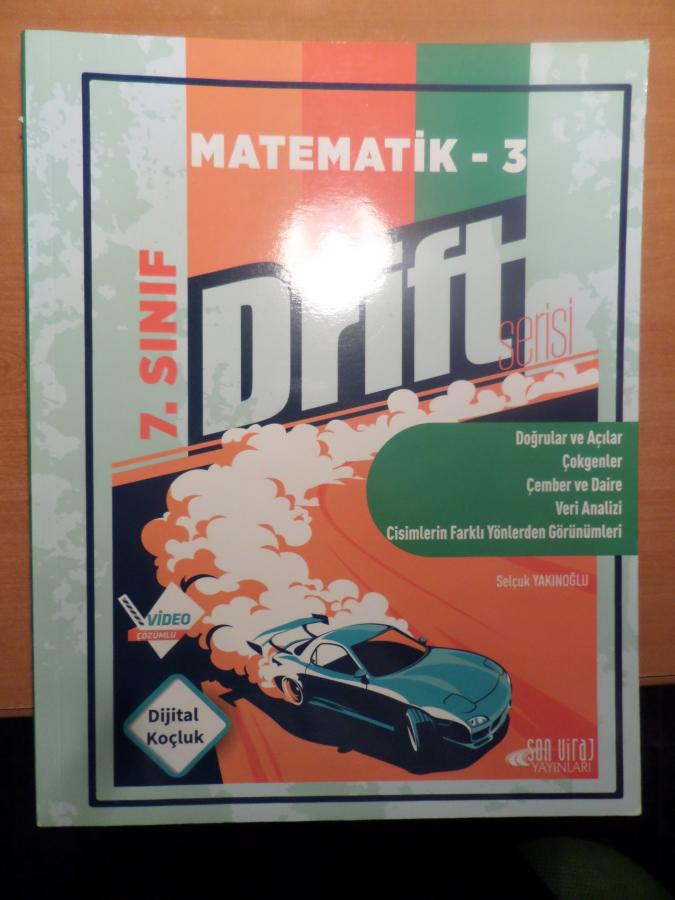 MATEMATİK - 3
7. SINIF
Drift
serisi
Doğrular ve Açılar
Çokgenler
Çember ve Daire
Veri Analizi
Cisimlerin Farklı Yönlerden Görünümleri
Selçuk YAKINOĞLU
VİDEO
ÇÖZÜMLÜ
Dijital
Koçluk
son viraj
YAYINLARI